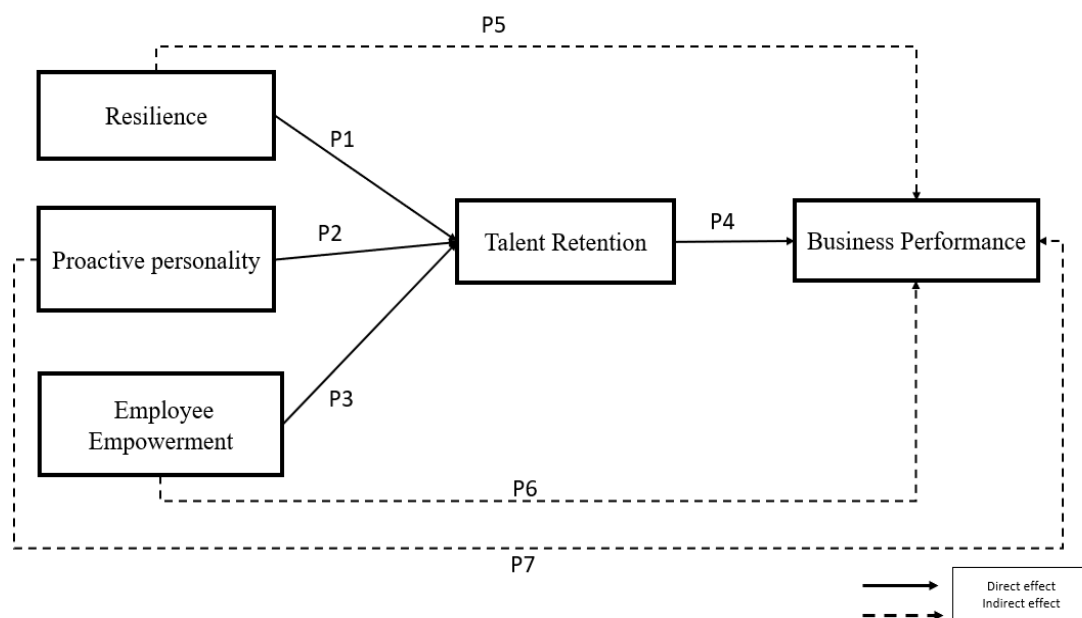 P5
Resilience
P1
P2
Proactive personality
Talent Retention
P4
Business Performance
P3
Employee
Empowerment
P6
P7
Direct effect
Indirect effect